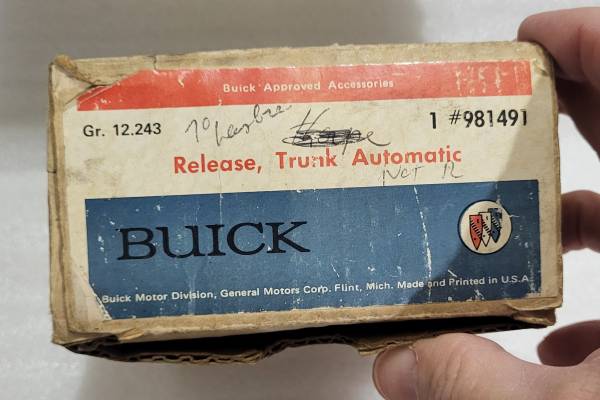 Buick Approved Accessories
Gr. 12.243
1 #981491
Release, Trunk Automatic
Not
BUICK
Buick Motor Division, General Motors Corp. Flint, Mich. Made and Printed in U.S.A.